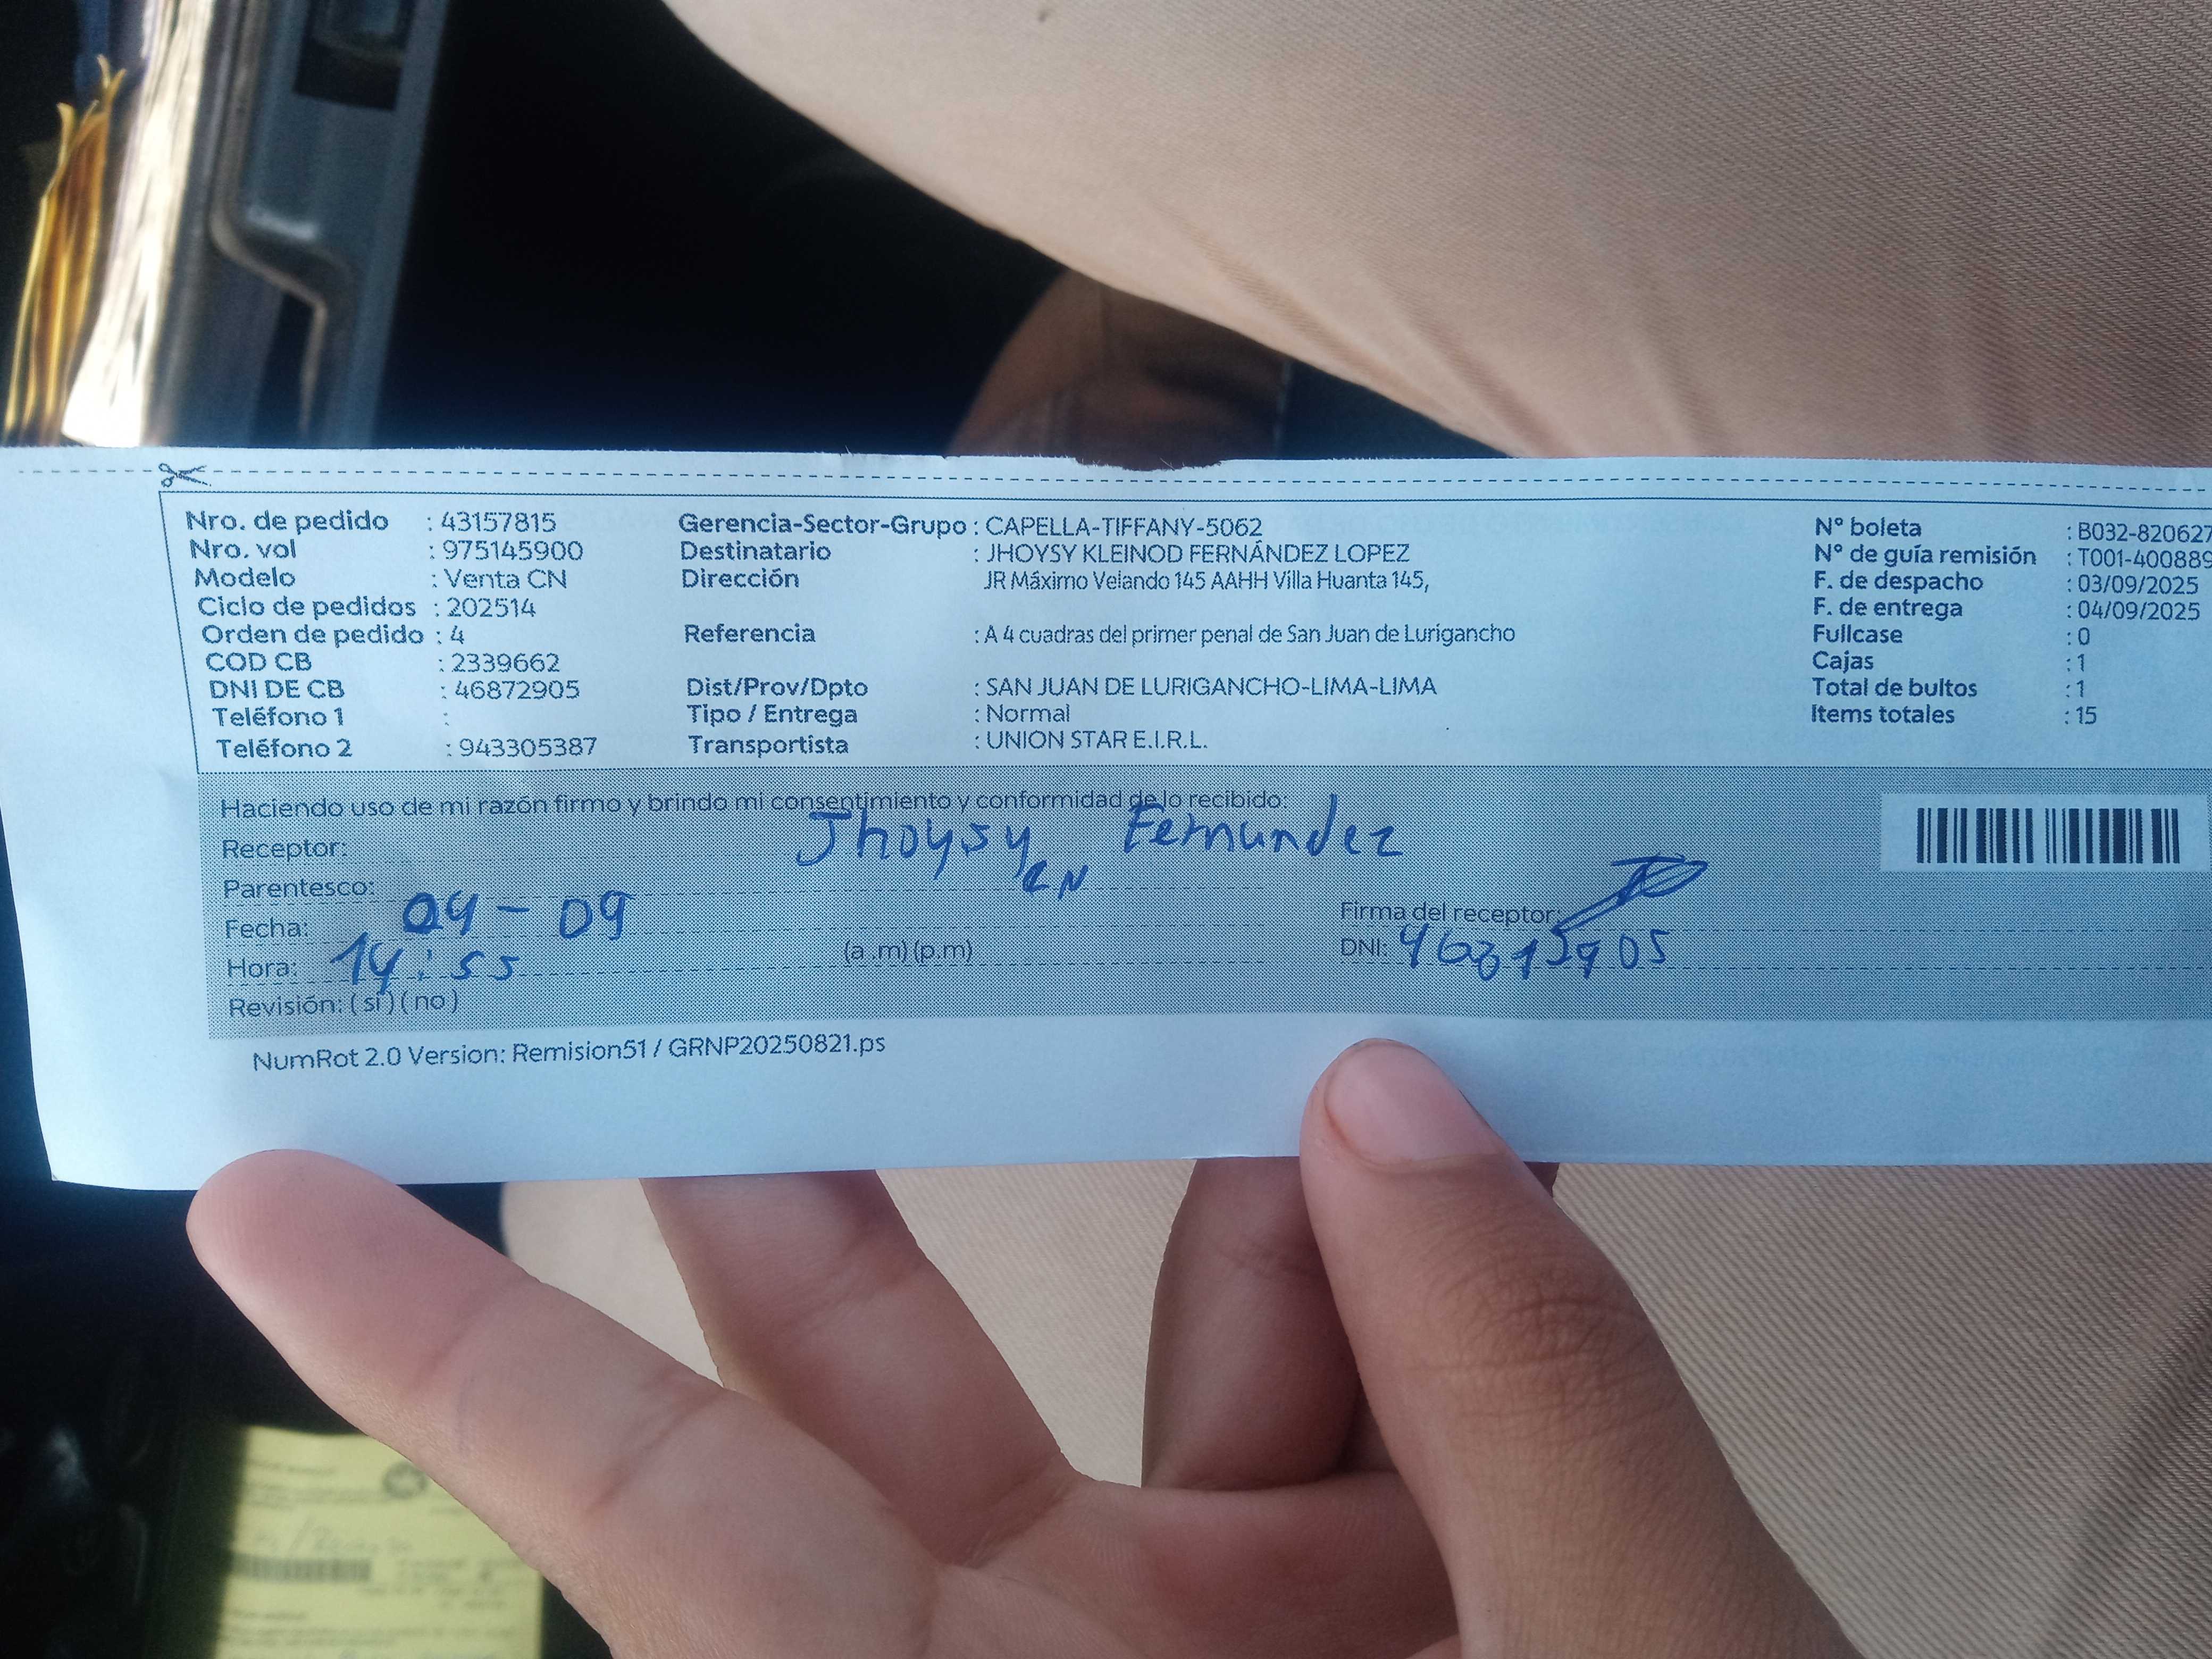 Nro. de pedido : 43157815
Nro. vol : 975145900
Modelo : Venta CN
Ciclo de pedidos : 202514
Orden de pedido : 4
COD CB : 2339662
DNI DE CB : 46872905
Teléfono 1 :
Teléfono 2 : 943305387
Gerencia-Sector-Grupo : CAPELLA-TIFFANY-5062
Destinatario : JHOYSY KLEINOD FERNÁNDEZ LOPEZ
Dirección JR Máximo Velando 145 AAHH Villa Huanta 145,
Referencia : A 4 cuadras del primer penal de San Juan de Lurigancho
Dist/Prov/Dpto : SAN JUAN DE LURIGANCHO-LIMA-LIMA
Tipo / Entrega : Normal
Transportista : UNION STAR E.I.R.L.
N° boleta : B032-820627
N° de guía remisión : T001-400889
F. de despacho : 03/09/2025
F. de entrega : 04/09/2025
Fullcase : 0
Cajas : 1
Total de bultos : 1
Items totales : 15
Haciendo uso de mi razón firmo y brindo mi consentimiento y conformidad de lo recibido:
Receptor: Jhoysy Fernandez
Parentesco: CN
Fecha: 04 - 09
Hora: 14:55 (a .m) (p.m)
Revisión: ( sí ) ( no )
Firma del receptor:
DNI:
NumRot 2.0 Version: Remision51 / GRNP20250821.ps